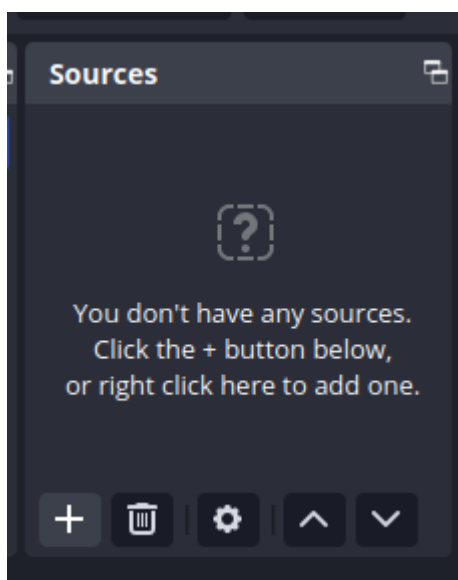 Sources
You don't have any sources.
Click the + button below,
or right click here to add one.